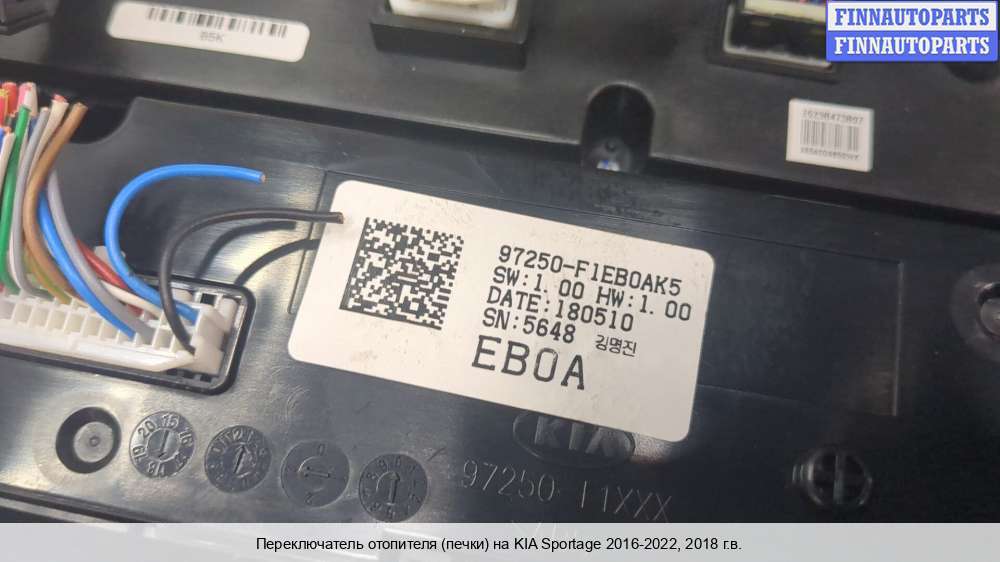 FINNAUTOPARTS
FINNAUTOPARTS
B5K
97250-F1EB0AK5
SW:1.00 HW:1.00
DATE:180510
SN:5648 김명진
EB0A
KIA
97250-
Переключатель отопителя (печки) на KIA Sportage 2016-2022, 2018 г.в.